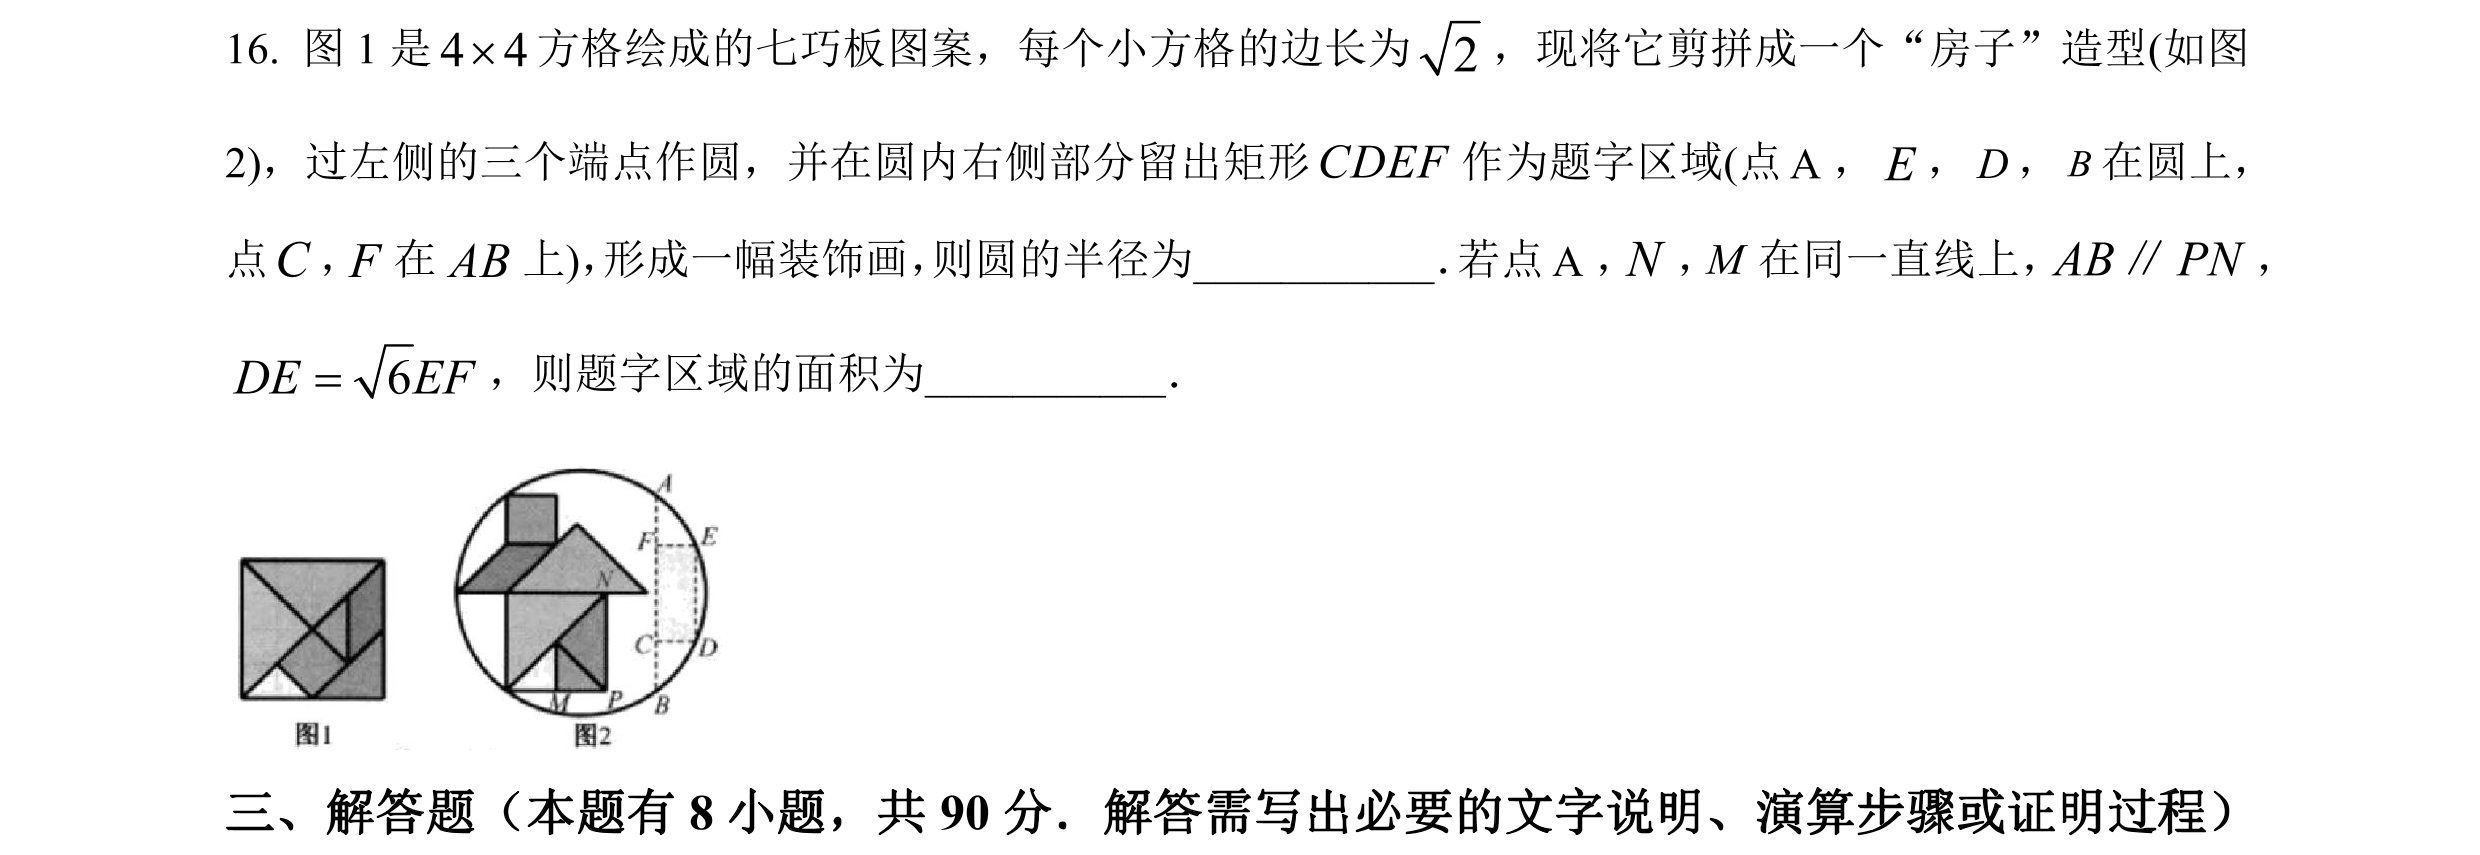 16. 图 1 是 4×4 方格绘成的七巧板图案，每个小方格的边长为 √2，现将它剪拼成一个“房子”造型(如图
2)，过左侧的三个端点作圆，并在圆内右侧部分留出矩形 CDEF 作为题字区域(点 A，E，D，B 在圆上，
点 C，F 在 AB 上)，形成一幅装饰画，则圆的半径为___________．若点 A，N，M 在同一直线上，AB // PN，
DE = √6EF，则题字区域的面积为___________．
A
E
F
N
C
D
M
P
B
图1
图2
三、解答题（本题有 8 小题，共 90 分．解答需写出必要的文字说明、演算步骤或证明过程）